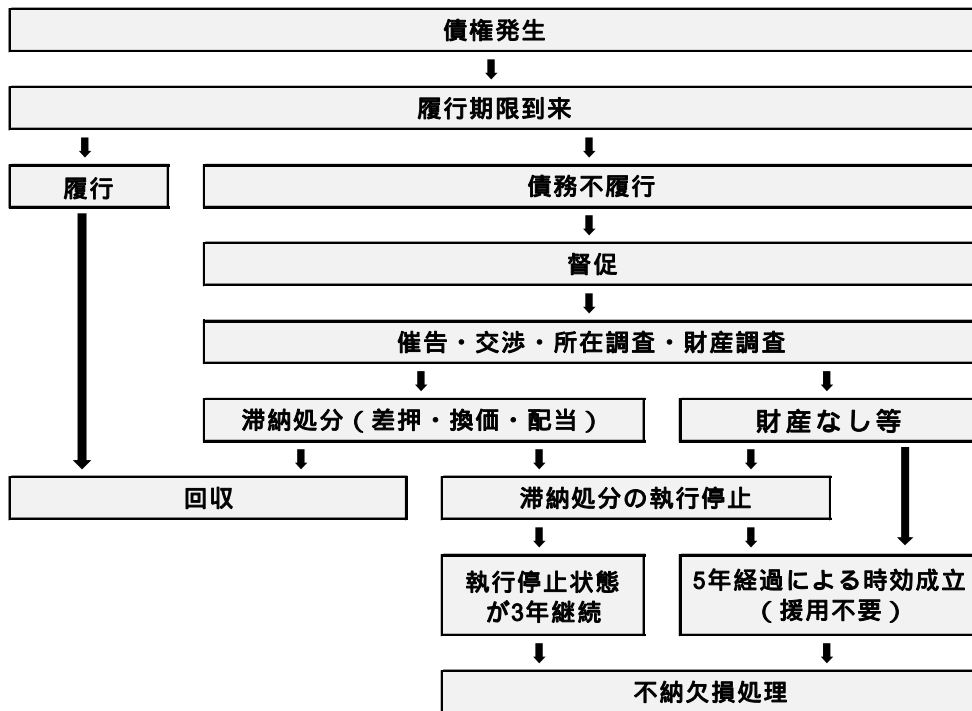 債権発生
履行期限到来
履行
債務不履行
督促
催告・交渉・所在調査・財産調査
滞納処分（差押・換価・配当）
財産なし等
回収
滞納処分の執行停止
執行停止状態
が3年継続
5年経過による時効成立
（援用不要）
不納欠損処理